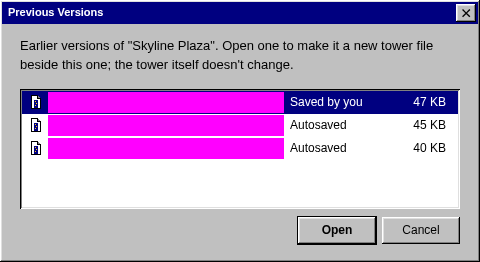 Previous Versions
Earlier versions of "Skyline Plaza". Open one to make it a new tower file
beside this one; the tower itself doesn't change.
Saved by you 47 KB
Autosaved 45 KB
Autosaved 40 KB
Open Cancel